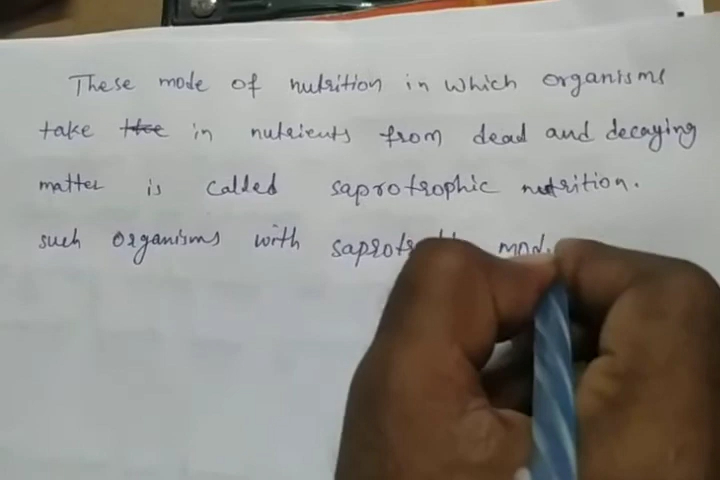 These mode of nutrition in which organisms
take in nutrients from dead and decaying
matter is called saprotrophic nutrition.
such organisms with